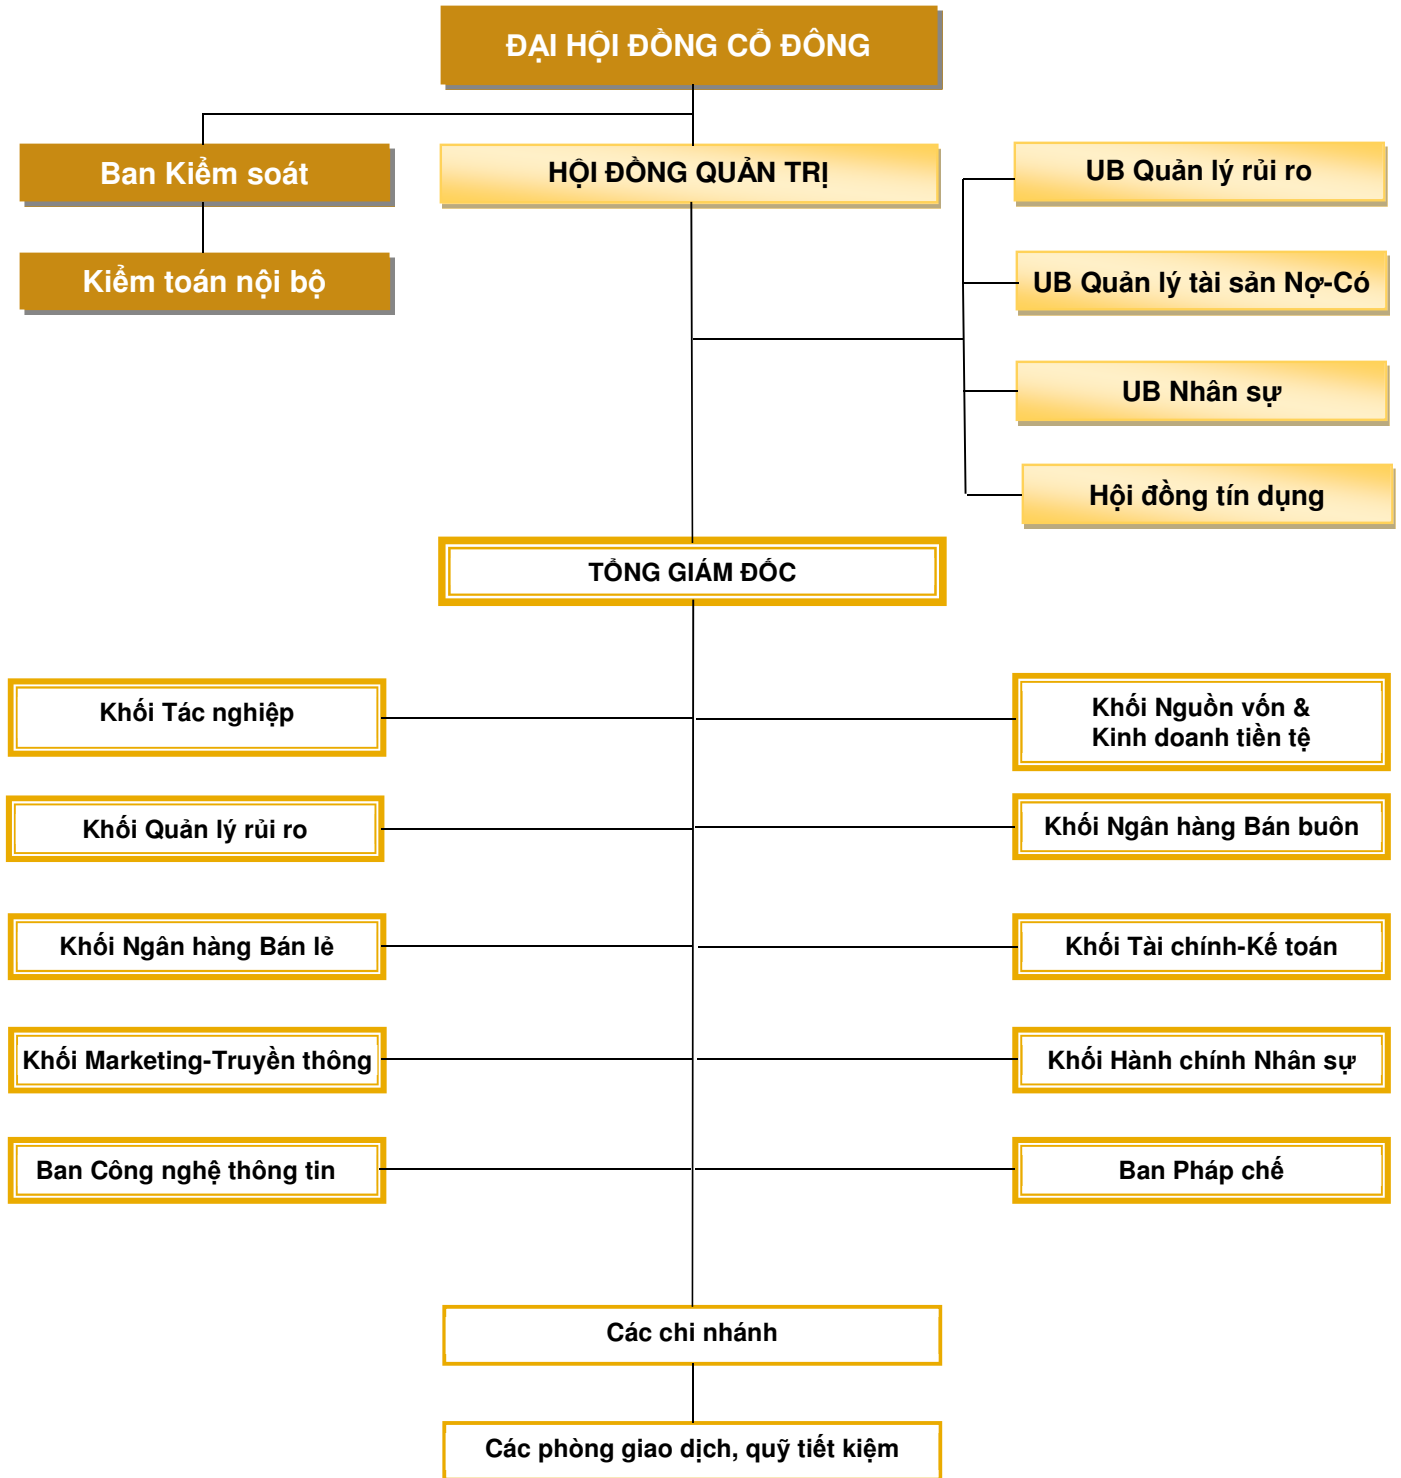 ĐẠI HỘI ĐỒNG CỔ ĐÔNG
Ban Kiểm soát
HỘI ĐỒNG QUẢN TRỊ
UB Quản lý rủi ro
Kiểm toán nội bộ
UB Quản lý tài sản Nợ-Có
UB Nhân sự
Hội đồng tín dụng
TỔNG GIÁM ĐỐC
Khối Tác nghiệp
Khối Nguồn vốn &
Kinh doanh tiền tệ
Khối Quản lý rủi ro
Khối Ngân hàng Bán buôn
Khối Ngân hàng Bán lẻ
Khối Tài chính-Kế toán
Khối Marketing-Truyền thông
Khối Hành chính Nhân sự
Ban Công nghệ thông tin
Ban Pháp chế
Các chi nhánh
Các phòng giao dịch, quỹ tiết kiệm